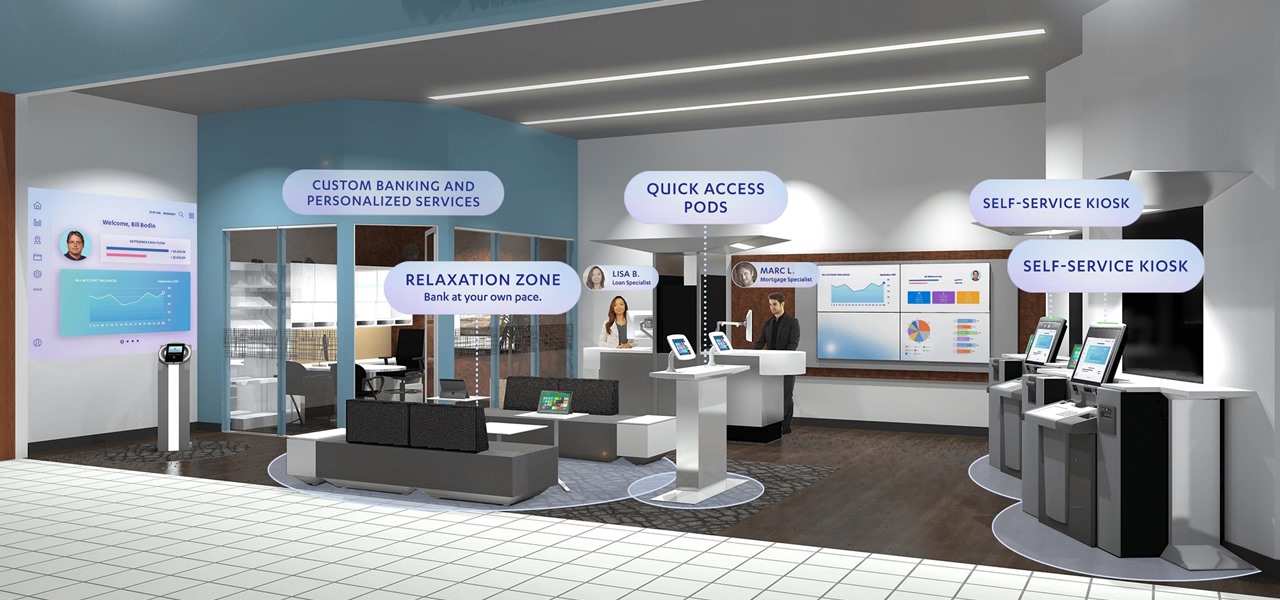 CUSTOM BANKING AND
PERSONALIZED SERVICES
QUICK ACCESS
PODS
SELF-SERVICE KIOSK
SELF-SERVICE KIOSK
RELAXATION ZONE
Bank at your own pace.
LISA B.
Loan Specialist
MARC L.
Mortgage Specialist
Welcome, Bill Bodin